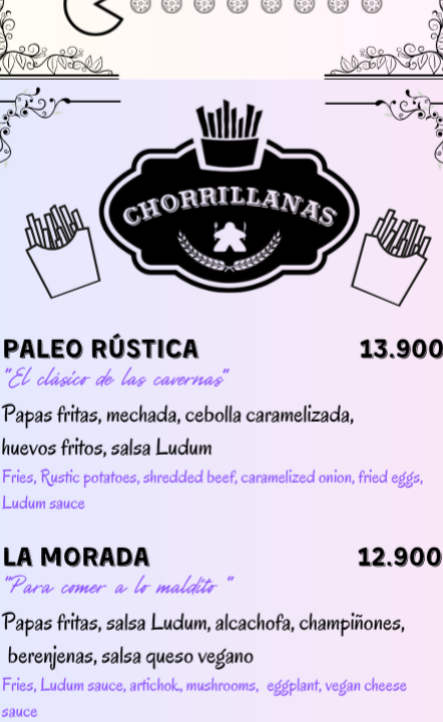 CHORRILLANAS
PALEO RÚSTICA 13.900
"El clásico de las cavernas"
Papas fritas, mechada, cebolla caramelizada,
huevos fritos, salsa Ludum
Fries, Rustic potatoes, shredded beef, caramelized onion, fried eggs,
Ludum sauce
LA MORADA 12.900
"Para comer a lo maldito "
Papas fritas, salsa Ludum, alcachofa, champiñones,
berenjenas, salsa queso vegano
Fries, Ludum sauce, artichok, mushrooms, eggplant, vegan cheese
sauce